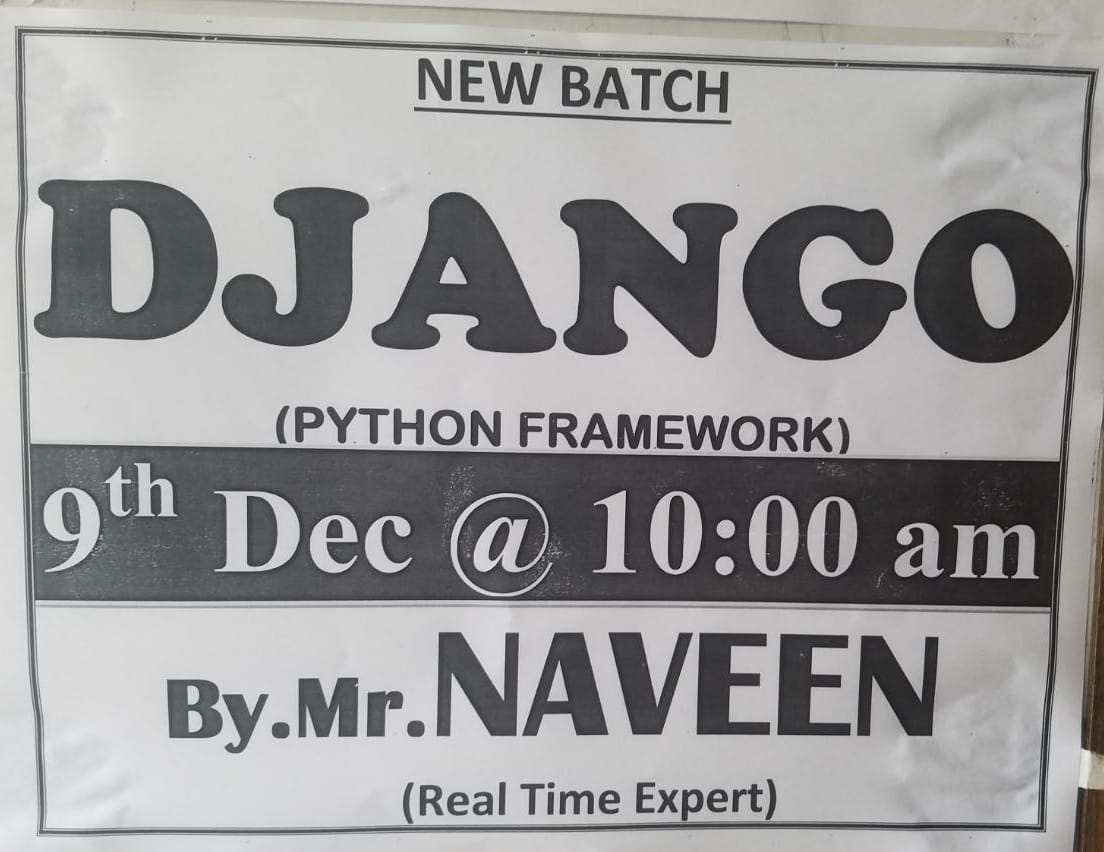 NEW BATCH
DJANGO
(PYTHON FRAMEWORK)
9th Dec @ 10:00 am
By.Mr.NAVEEN
(Real Time Expert)